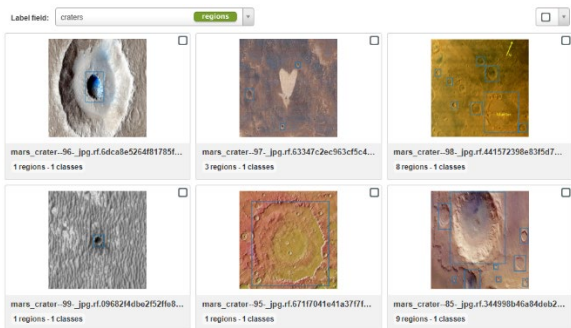 Label field: craters regions
mars_crater--96-_jpg.rf.6dca8e5264f81785f...
1 regions - 1 classes
mars_crater--97-_jpg.rf.63347c2ec963cf5c4...
3 regions - 1 classes
mars_crater--98-_jpg.rf.441572398e83f5d7...
8 regions - 1 classes
mars_crater--99-_jpg.rf.09682f4dbe2f52ffe8...
1 regions - 1 classes
mars_crater--95-_jpg.rf.671f7041e41a37f7f...
1 regions - 1 classes
mars_crater--85-_jpg.rf.344998b46a84deb2...
9 regions - 1 classes